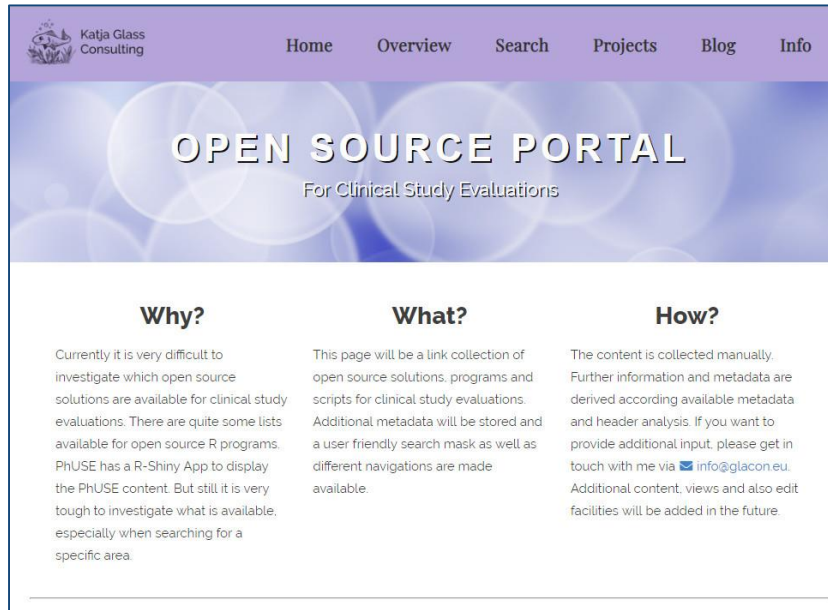 Katja Glass
Consulting
Home Overview Search Projects Blog Info
OPEN SOURCE PORTAL
For Clinical Study Evaluations
Why?
Currently it is very difficult to
investigate which open source
solutions are available for clinical study
evaluations. There are quite some lists
available for open source R programs.
PhUSE has a R-Shiny App to display
the PhUSE content. But still it is very
tough to investigate what is available,
especially when searching for a
specific area.
What?
This page will be a link collection of
open source solutions, programs and
scripts for clinical study evaluations.
Additional metadata will be stored and
a user friendly search mask as well as
different navigations are made
available.
How?
The content is collected manually.
Further information and metadata are
derived according available metadata
and header analysis. If you want to
provide additional input, please get in
touch with me via info@glacon.eu.
Additional content, views and also edit
facilities will be added in the future.